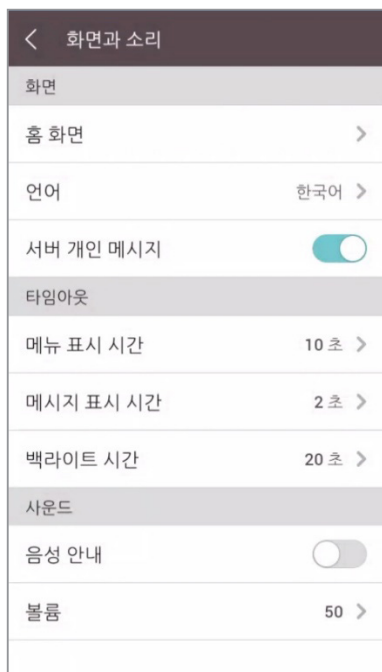 화면과 소리
화면
홈 화면
언어 한국어
서버 개인 메시지
타임아웃
메뉴 표시 시간 10 초
메시지 표시 시간 2 초
백라이트 시간 20 초
사운드
음성 안내
볼륨 50